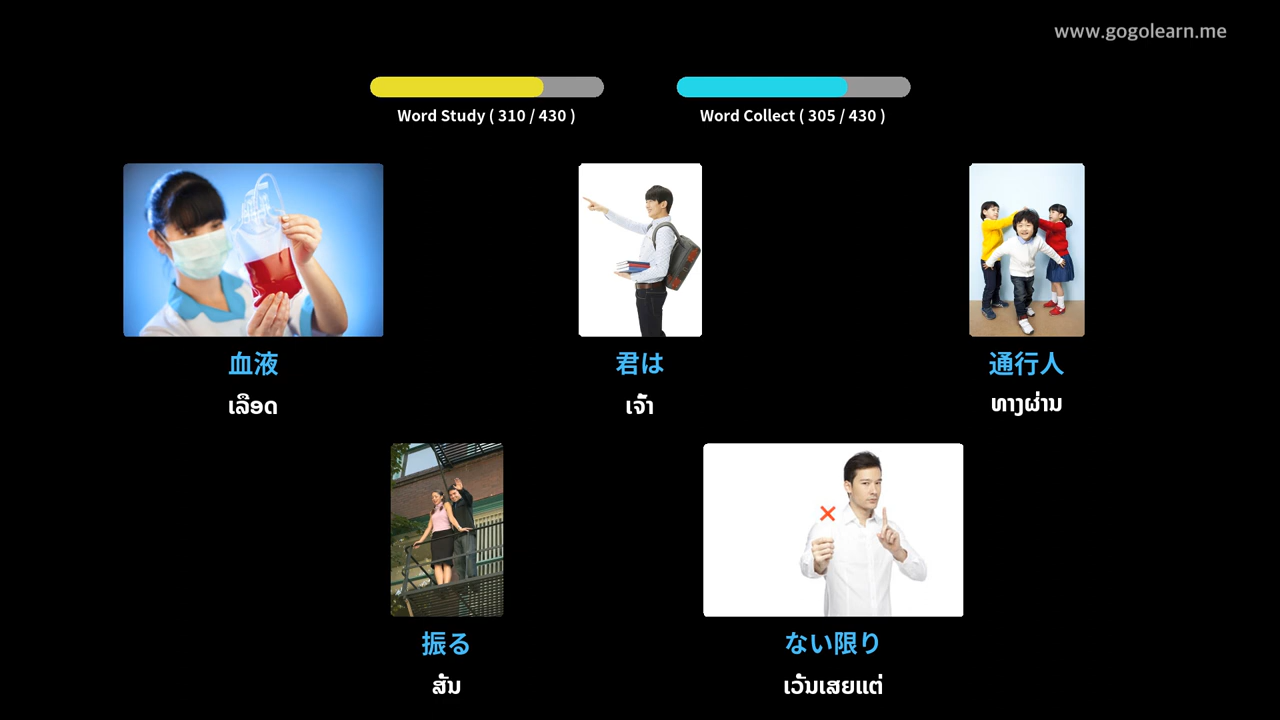 www.gogolearn.me
Word Study ( 310 / 430 )
Word Collect ( 305 / 430 )
血液
君は
通行人
ເລືອດ
ເຈົ້າ
ທາງຜ່ານ
振る
ない限り
ສັ່ນ
ເວັ້ນເສຍແຕ່